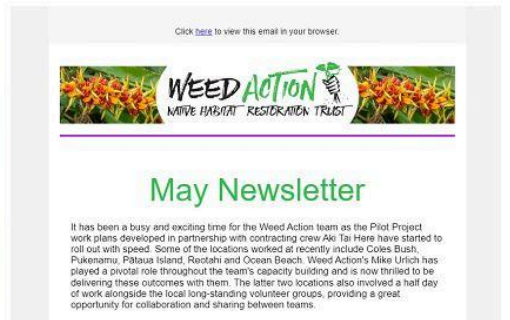 Click here to view this email in your browser.
WEED ACTION
NATIVE HABITAT RESTORATION TRUST
May Newsletter
It has been a busy and exciting time for the Weed Action team as the Pilot Project
work plans developed in partnership with contracting crew Aki Tai Here have started to
roll out with speed. Some of the locations worked at recently include Coles Bush,
Pukenamu, Pātaua Island, Reotahi and Ocean Beach. Weed Action's Mike Urlich has
played a pivotal role throughout the team's capacity building and is now thrilled to be
delivering these outcomes with them. The latter two locations also involved a half day
of work alongside the local long-standing volunteer groups, providing a great
opportunity for collaboration and sharing between teams.